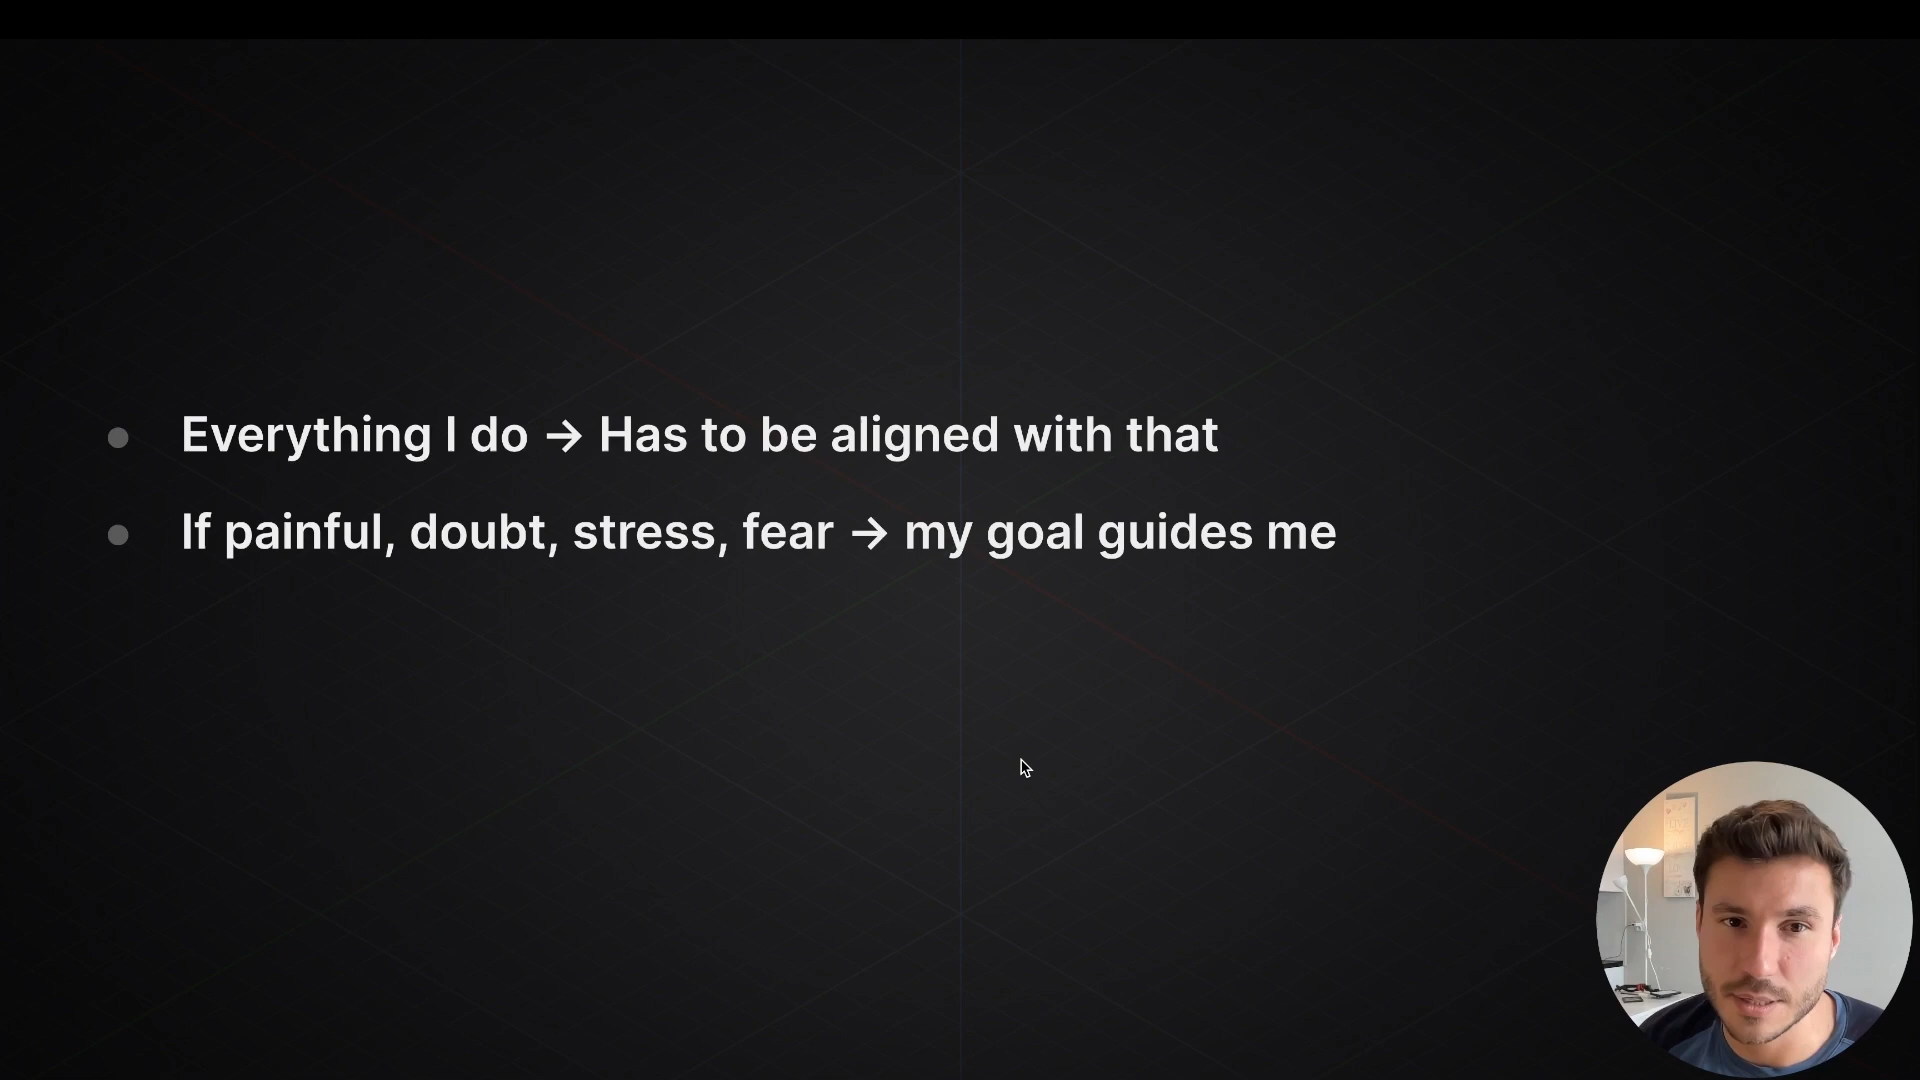 Everything I do → Has to be aligned with that
If painful, doubt, stress, fear → my goal guides me